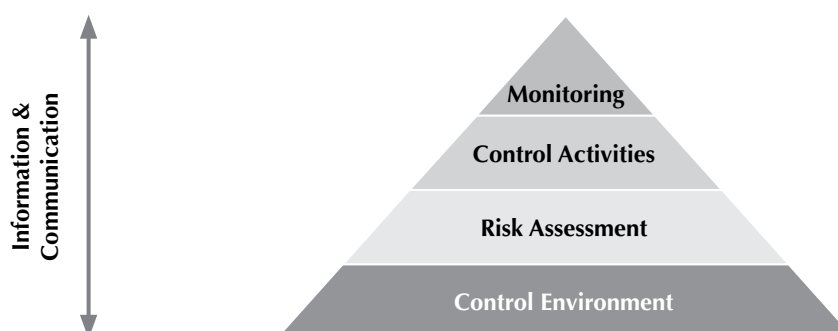 Information &
Communication
Monitoring
Control Activities
Risk Assessment
Control Environment